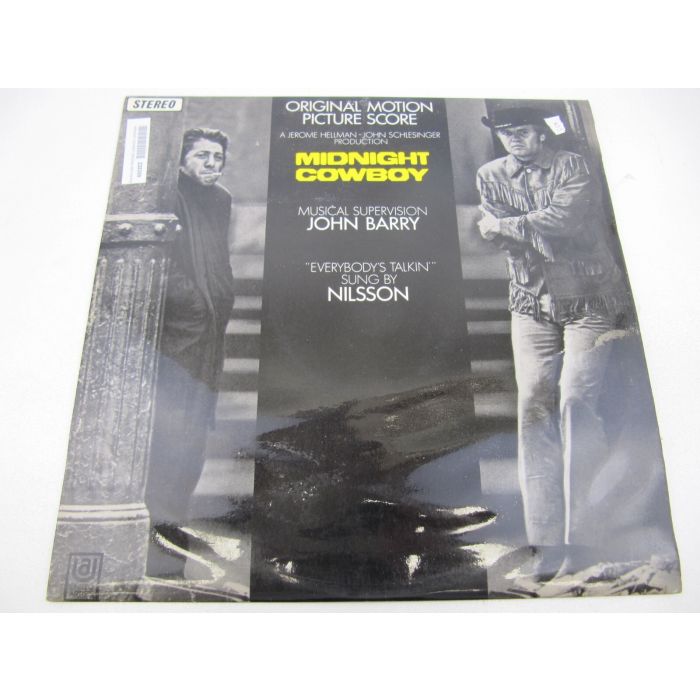 STEREO
ORIGINAL MOTION
PICTURE SCORE
A JEROME HELLMAN-JOHN SCHLESINGER
PRODUCTION
MIDNIGHT
COWBOY
MUSICAL SUPERVISION
JOHN BARRY
"EVERYBODY'S TALKIN'"
SUNG BY
NILSSON